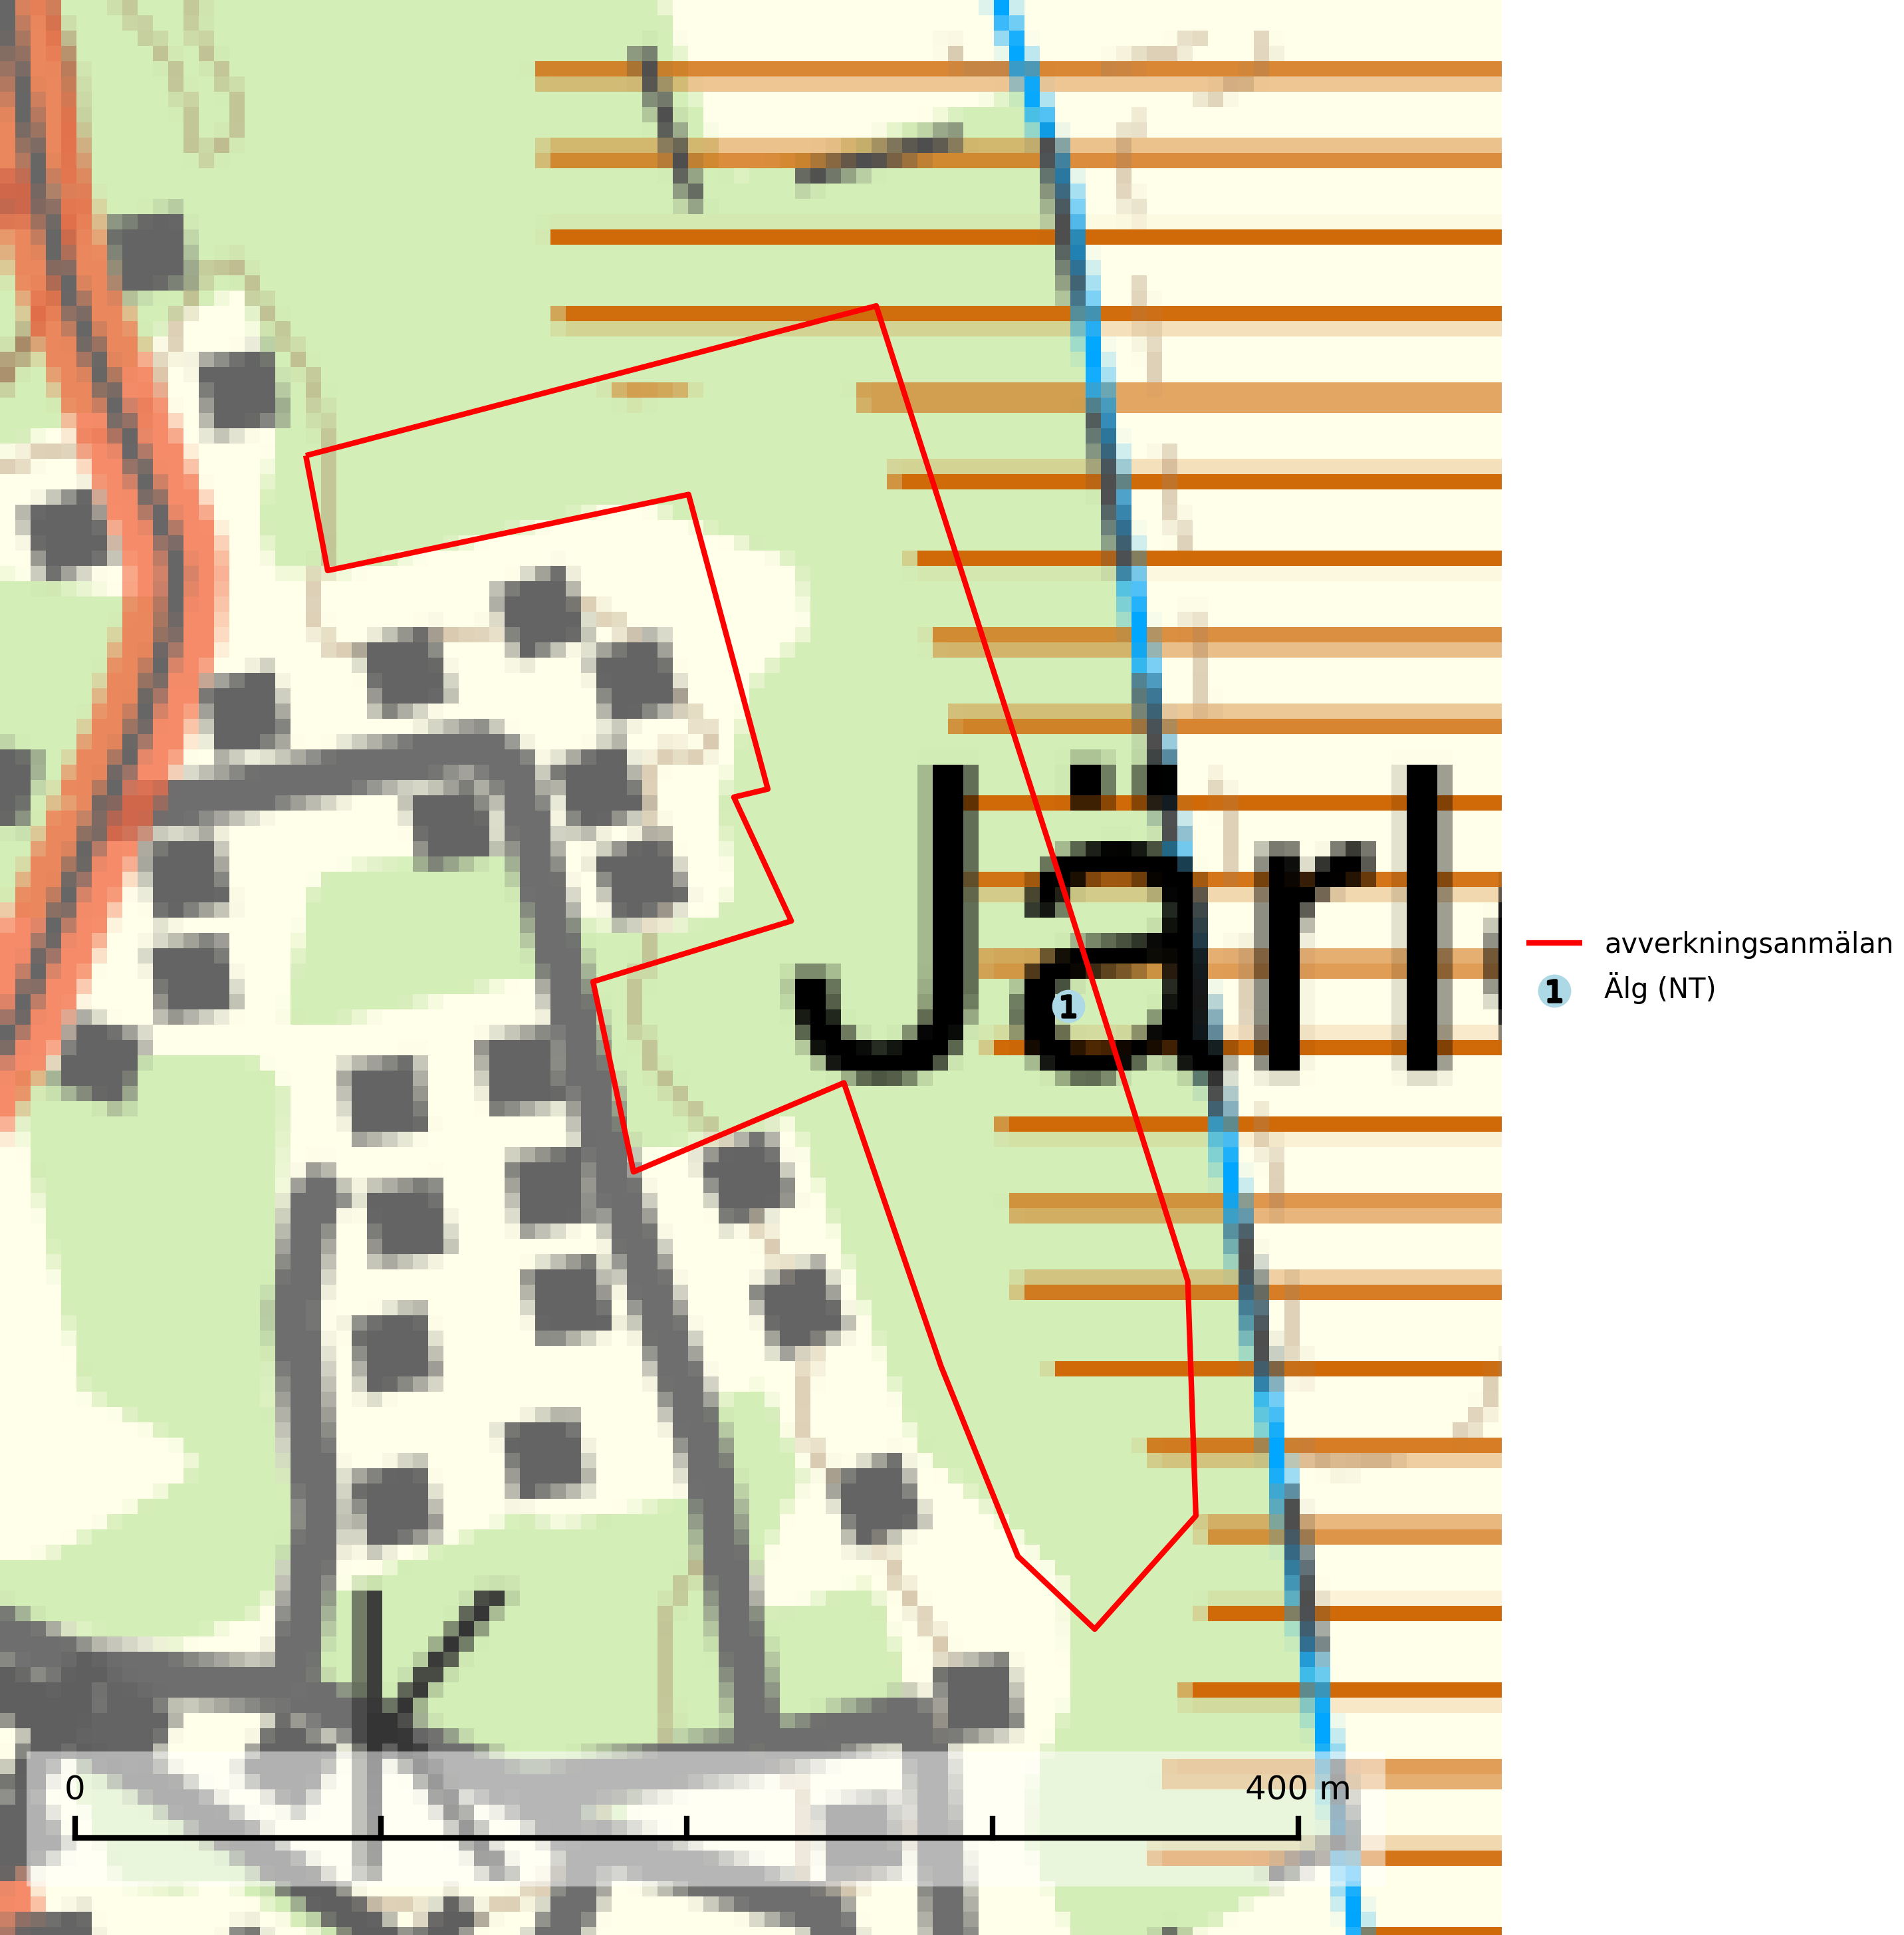 Järl
avverkningsanmälan
1
1 Älg (NT)
0 400 m